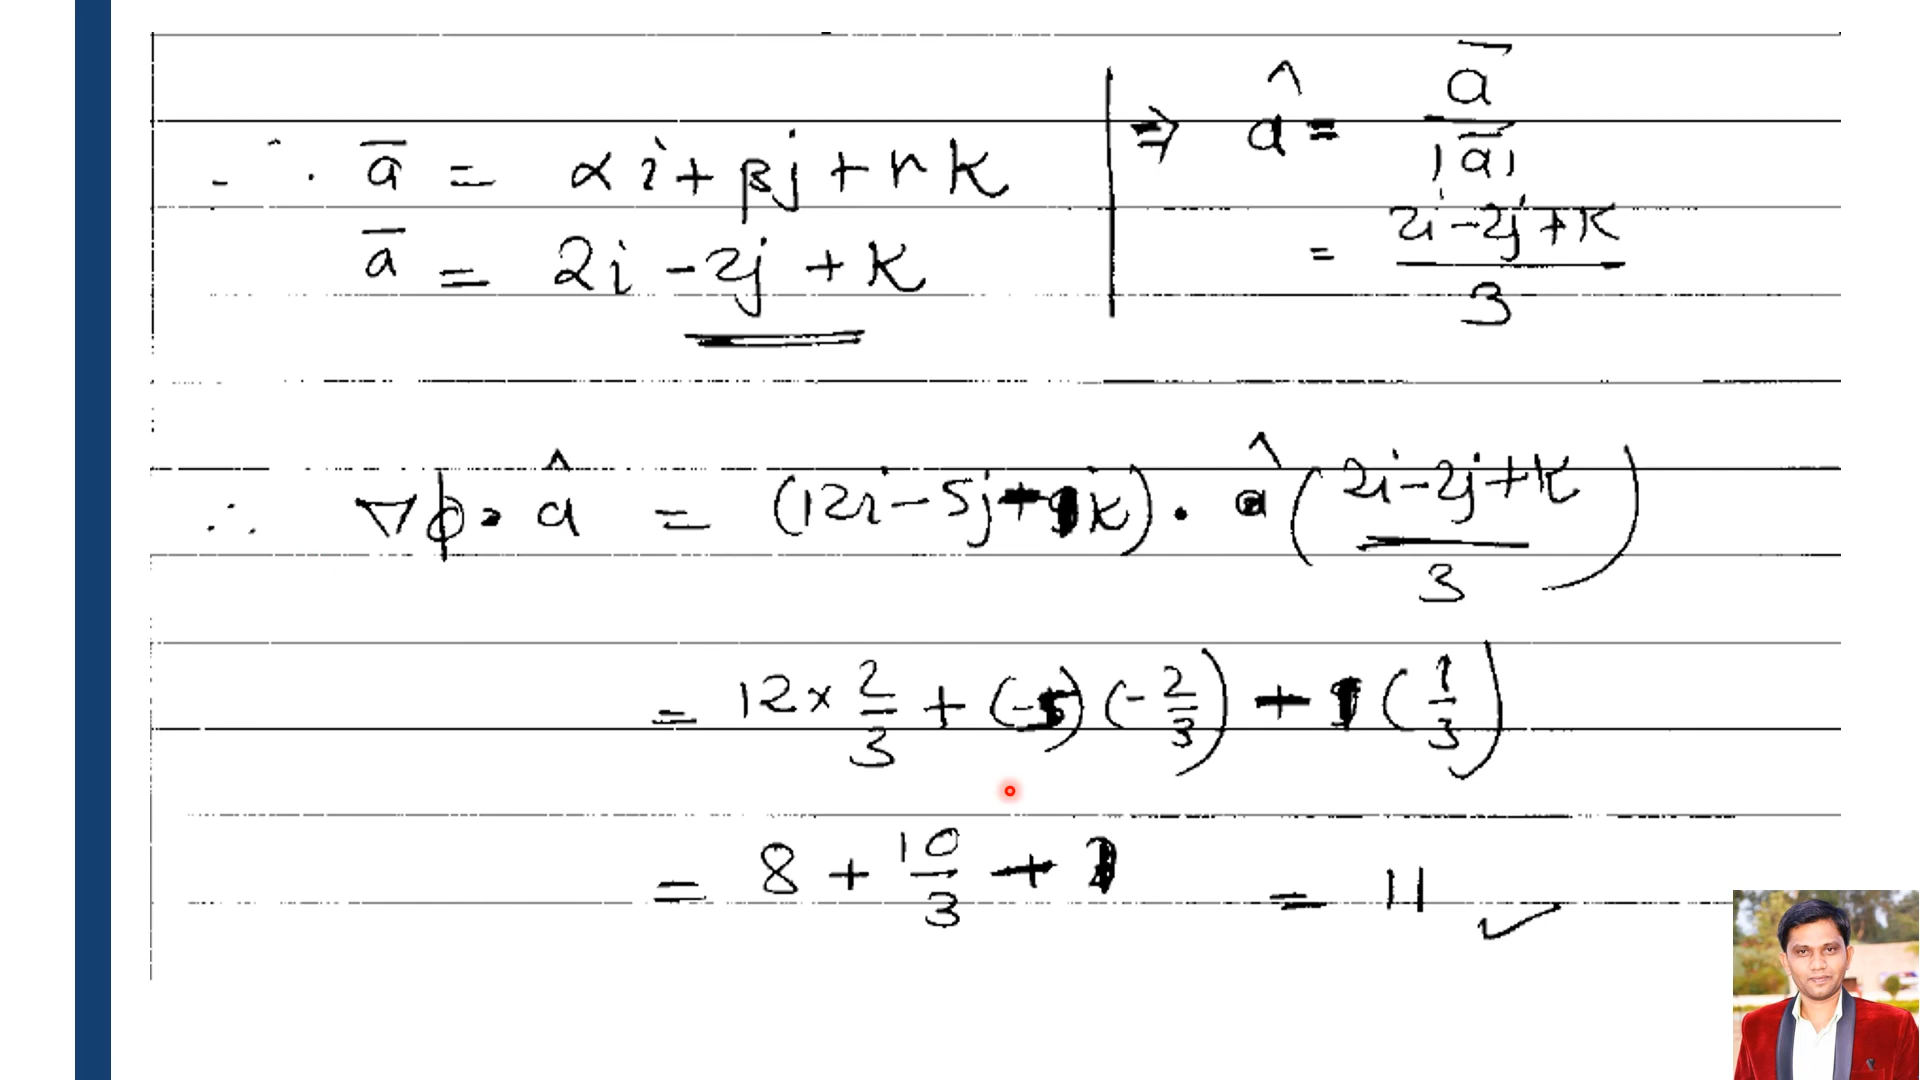 ∴ a̅ = αi + βj + rk
a̅ = 2i - 2j + k
⇒ â = a̅ / |a̅|
= (2i - 2j + k) / 3
∴ ∇φ · â = (12i - 5j + k) · ((2i - 2j + k) / 3)
= 12 × 2/3 + (-5)(-2/3) + (1/3)
= 8 + 10/3 +
= 11 ✓